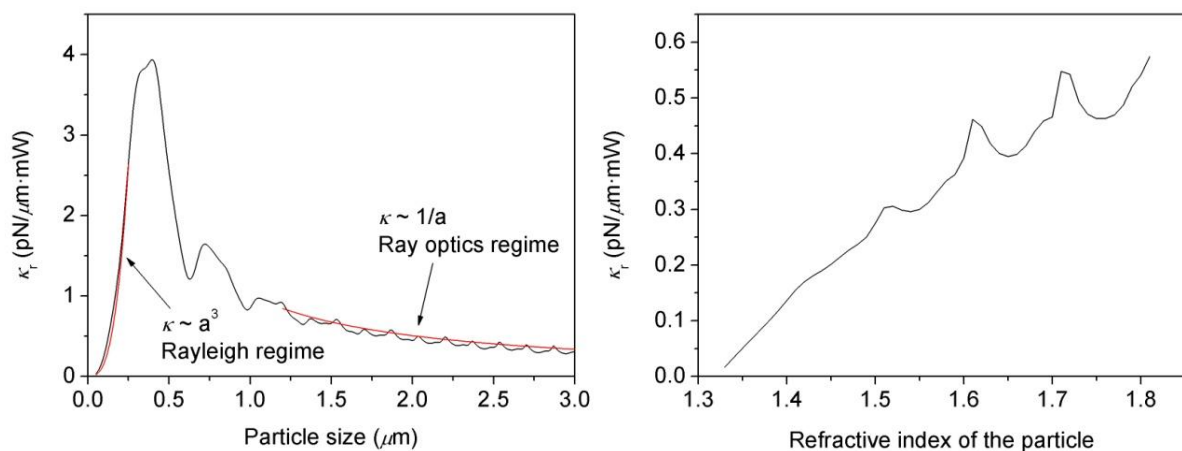 4
3
2
1
0
0.0 0.5 1.0 1.5 2.0 2.5 3.0
κr (pN/μm·mW)
Particle size (μm)
κ ~ a³
Rayleigh regime
κ ~ 1/a
Ray optics regime
0.6
0.5
0.4
0.3
0.2
0.1
0.0
1.3 1.4 1.5 1.6 1.7 1.8
κr (pN/μm·mW)
Refractive index of the particle